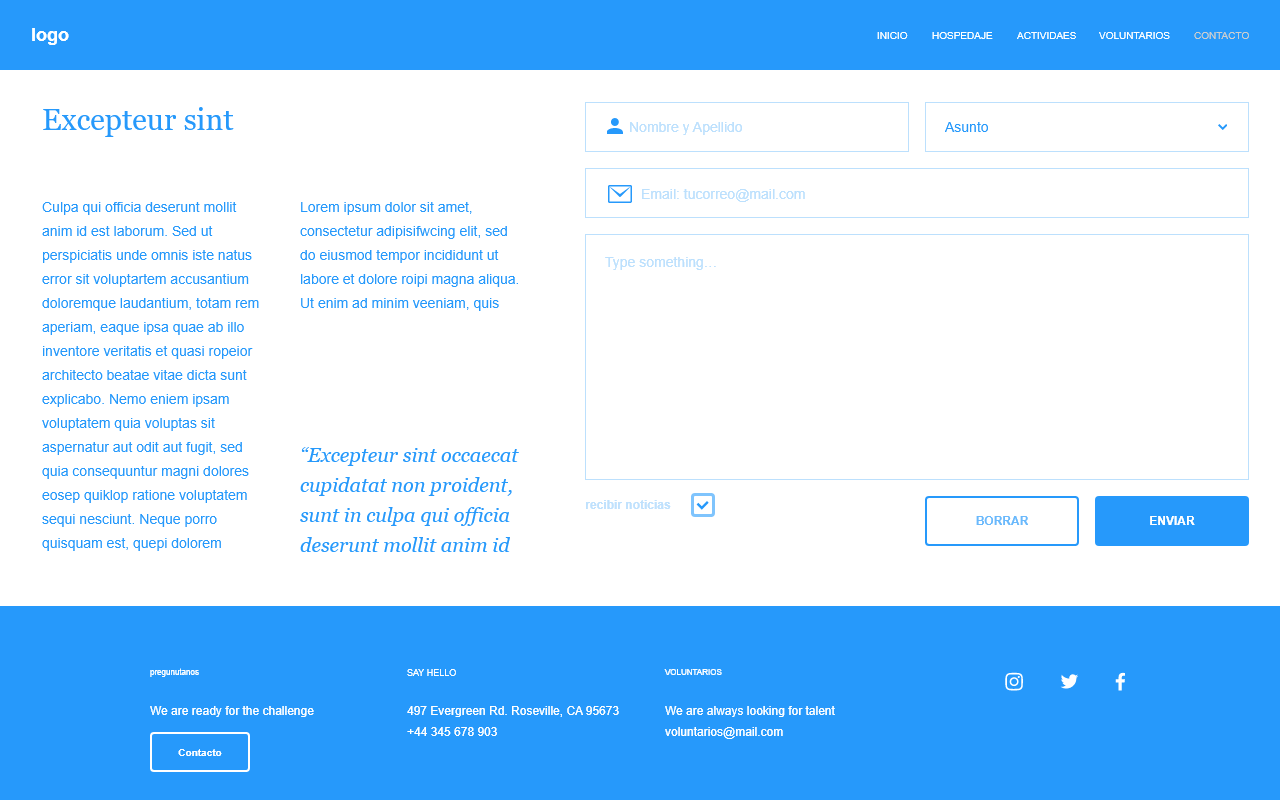 logo
INICIO
HOSPEDAJE
ACTIVIDAES
VOLUNTARIOS
CONTACTO
Excepteur sint
Culpa qui officia deserunt mollit
anim id est laborum. Sed ut
perspiciatis unde omnis iste natus
error sit voluptartem accusantium
doloremque laudantium, totam rem
aperiam, eaque ipsa quae ab illo
inventore veritatis et quasi ropeior
architecto beatae vitae dicta sunt
explicabo. Nemo eniem ipsam
voluptatem quia voluptas sit
aspernatur aut odit aut fugit, sed
quia consequuntur magni dolores
eosep quiklop ratione voluptatem
sequi nesciunt. Neque porro
quisquam est, quepi dolorem
Lorem ipsum dolor sit amet,
consectetur adipisifwcing elit, sed
do eiusmod tempor incididunt ut
labore et dolore roipi magna aliqua.
Ut enim ad minim veeniam, quis
“Excepteur sint occaecat
cupidatat non proident,
sunt in culpa qui officia
deserunt mollit anim id
Nombre y Apellido
Asunto
Email: tucorreo@mail.com
Type something...
recibir noticias
BORRAR
ENVIAR
pregunutanos
We are ready for the challenge
Contacto
SAY HELLO
497 Evergreen Rd. Roseville, CA 95673
+44 345 678 903
VOLUNTARIOS
We are always looking for talent
voluntarios@mail.com